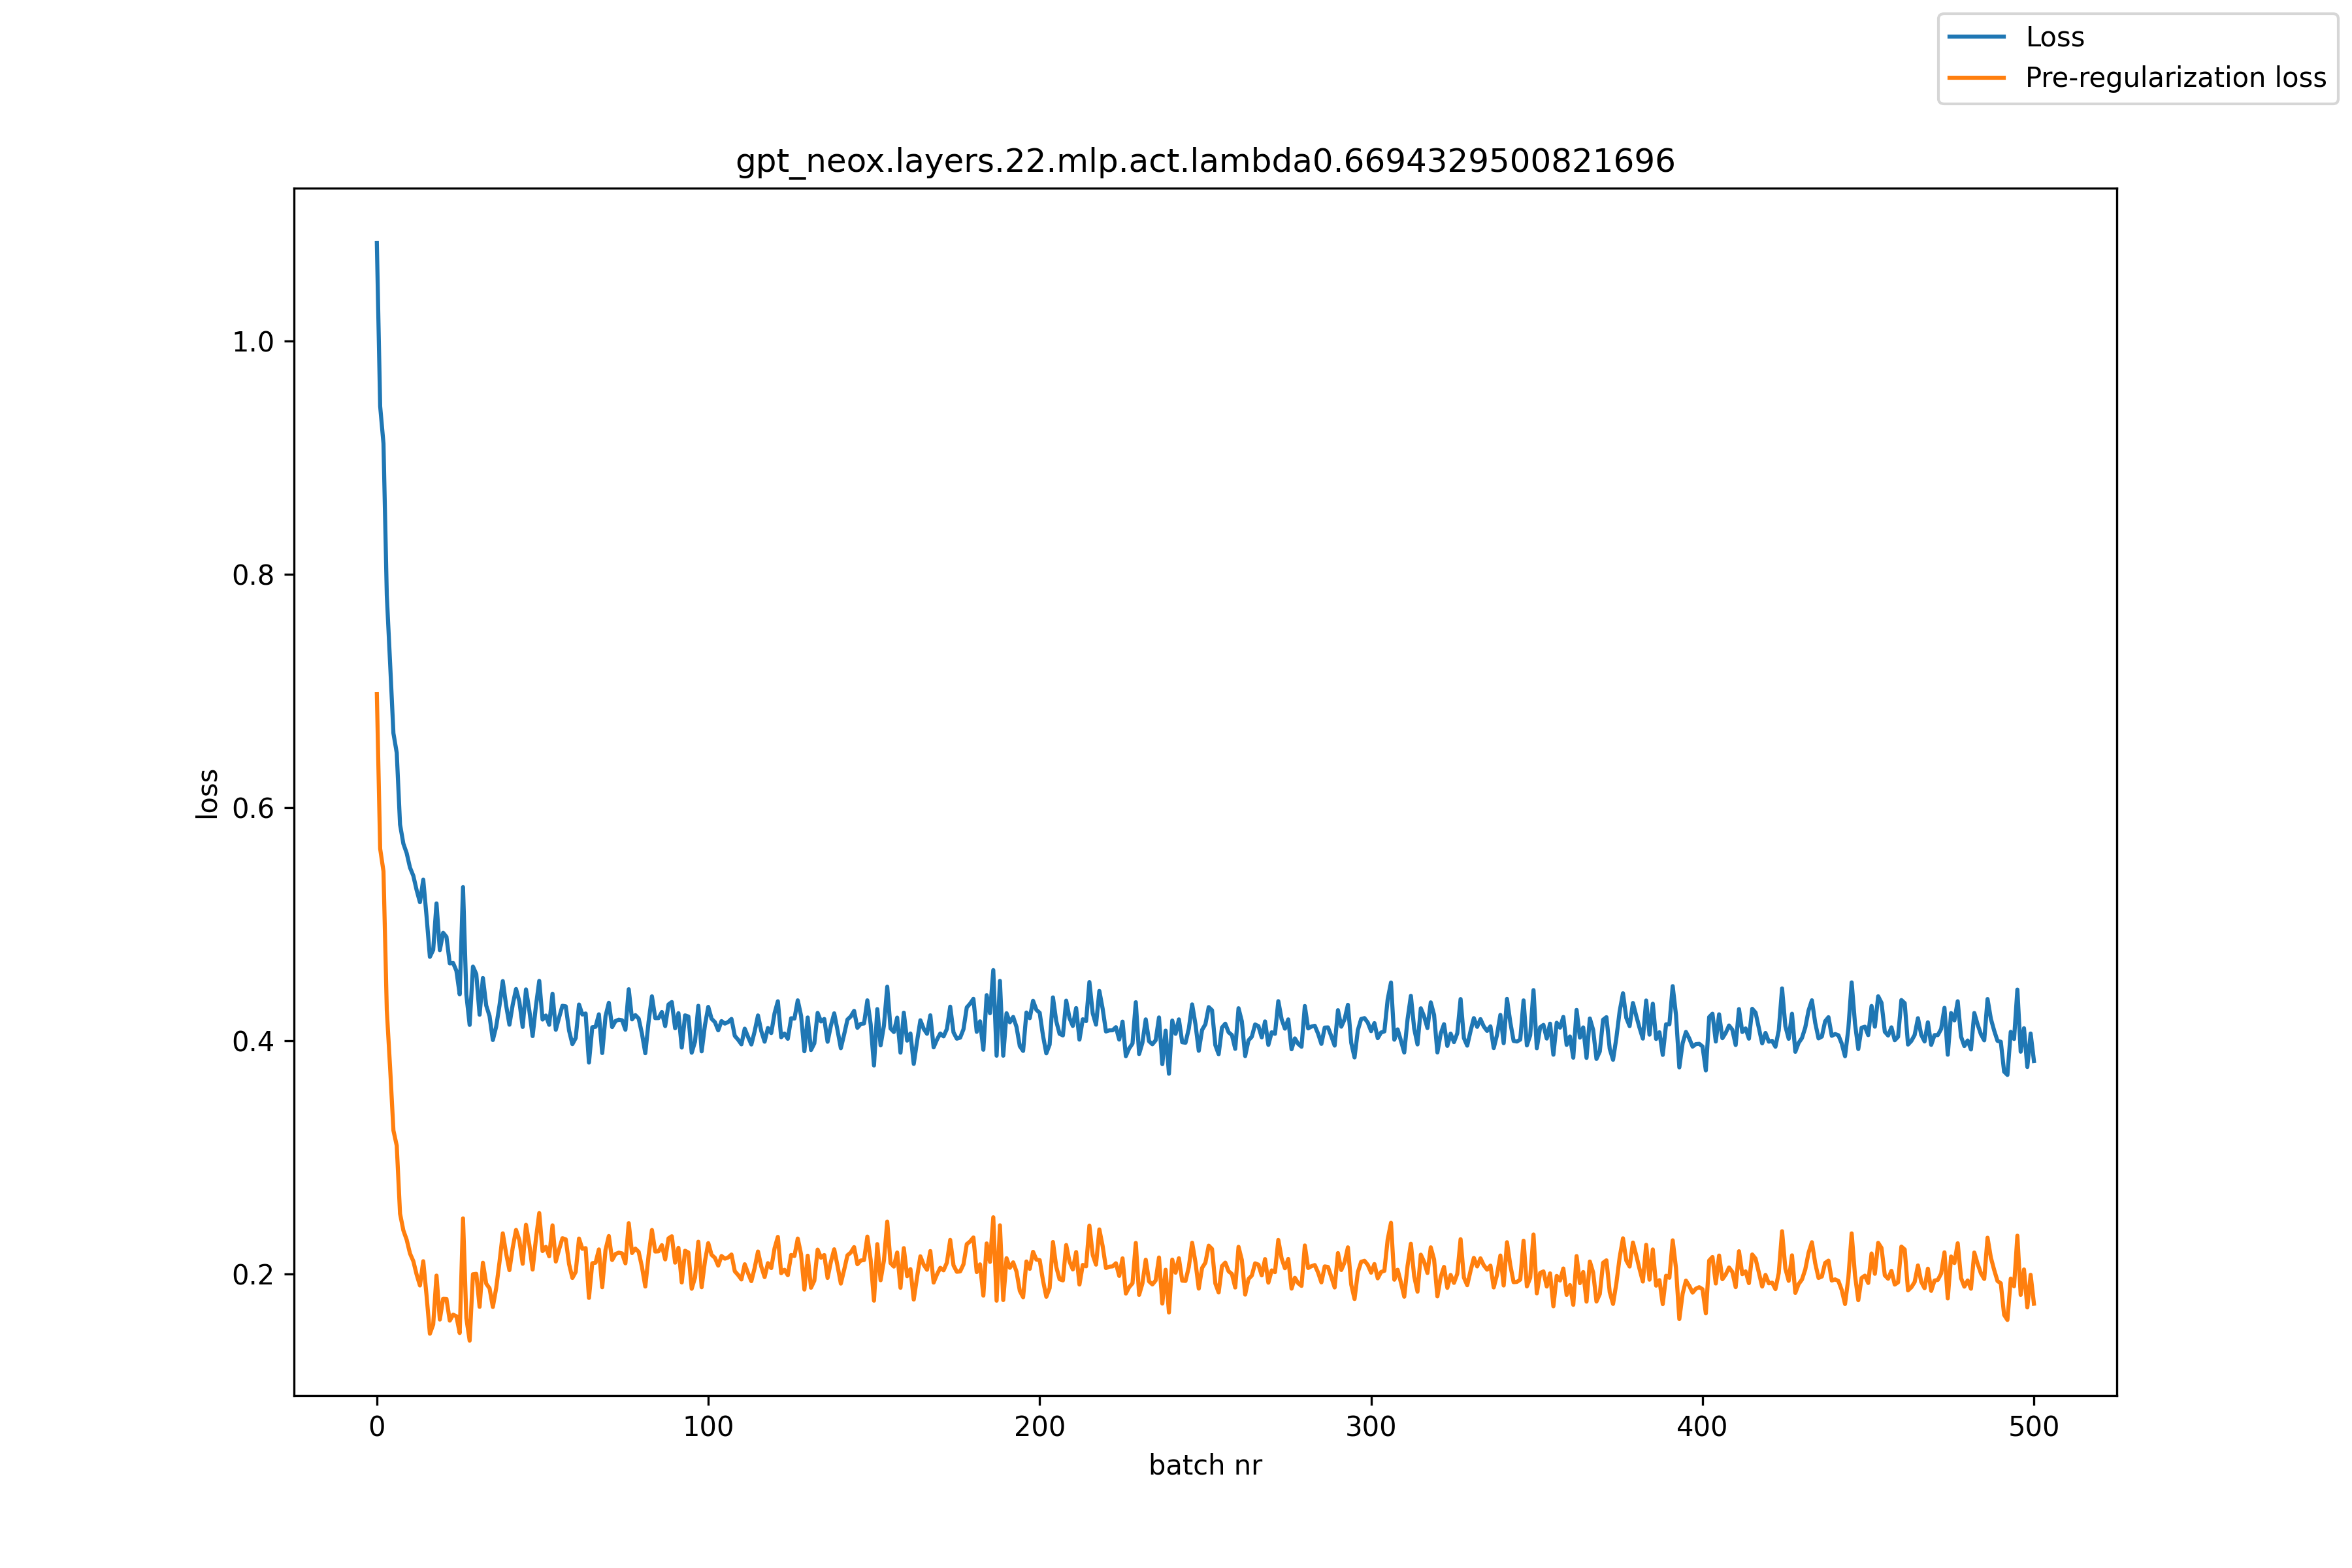 Loss
Pre-regularization loss
gpt_neox.layers.22.mlp.act.lambda0.6694329500821696
1.0
0.8
0.6
0.4
0.2
loss
0 100 200 300 400 500
batch nr